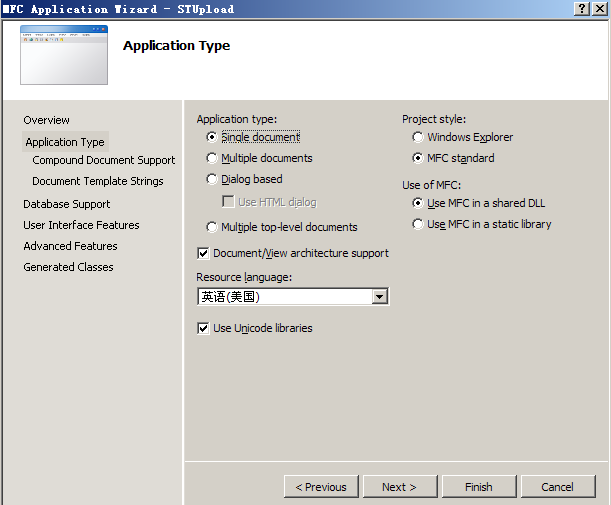 MFC Application Wizard - STUpload
Application Type
Overview
Application Type
Compound Document Support
Document Template Strings
Database Support
User Interface Features
Advanced Features
Generated Classes
Application type:
Single document
Multiple documents
Dialog based
Use HTML dialog
Multiple top-level documents
Document/View architecture support
Resource language:
英语(美国)
Use Unicode libraries
Project style:
Windows Explorer
MFC standard
Use of MFC:
Use MFC in a shared DLL
Use MFC in a static library
< Previous
Next >
Finish
Cancel